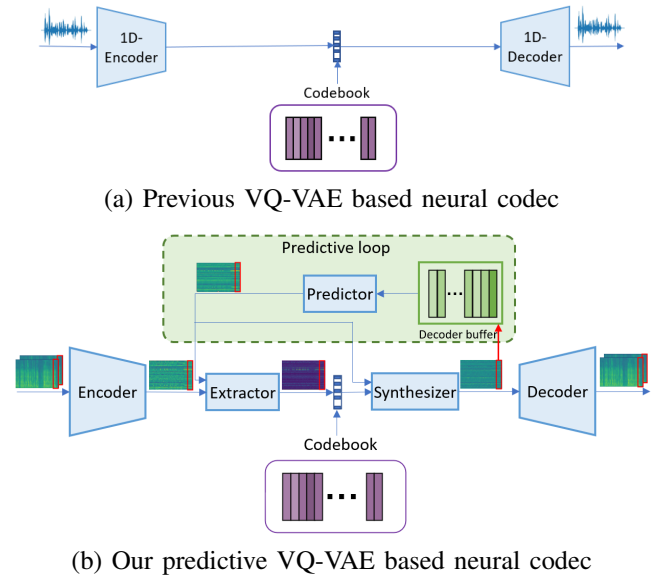 1D-
Encoder
1D-
Decoder
Codebook
•••
(a) Previous VQ-VAE based neural codec
Predictive loop
Predictor
•••
Decoder buffer
Encoder
Extractor
Synthesizer
Decoder
Codebook
•••
(b) Our predictive VQ-VAE based neural codec